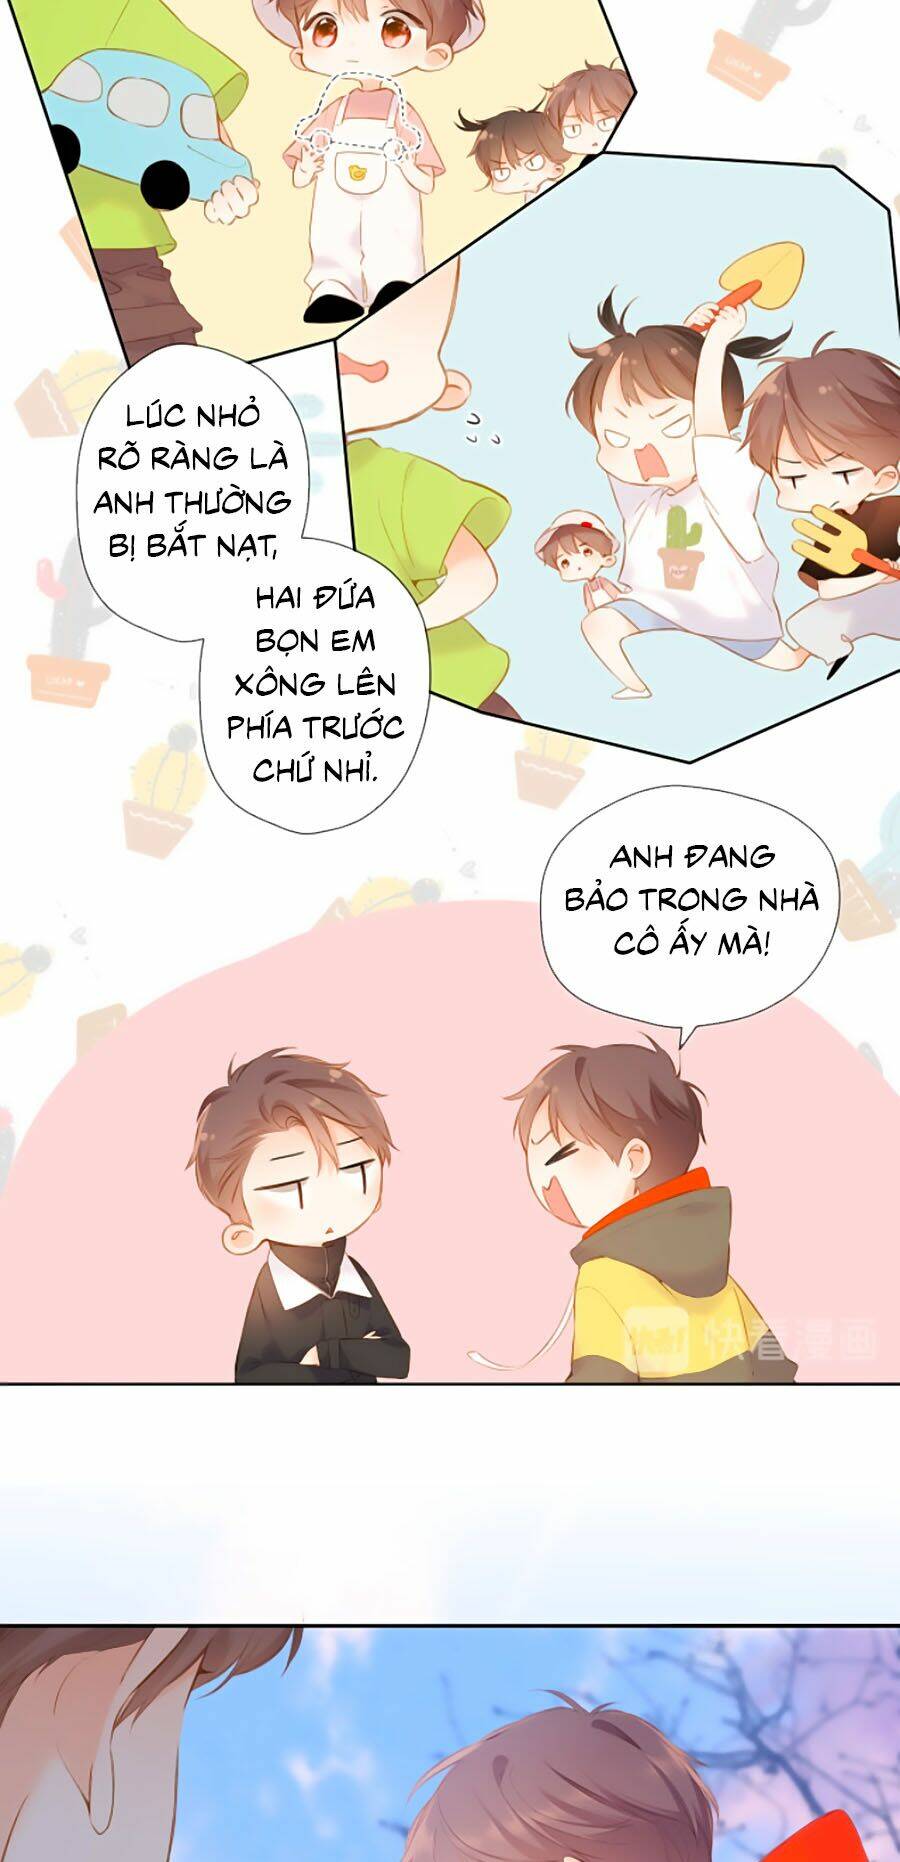 LÚC NHỎ
RÕ RÀNG LÀ
ANH THƯỜNG
BỊ BẮT NẠT,
HAI ĐỨA
BỌN EM
XÔNG LÊN
PHÍA TRƯỚC
CHỨ NHỈ.
ANH ĐANG
BẢO TRONG NHÀ
CÔ ẤY MÀ!
快看漫画